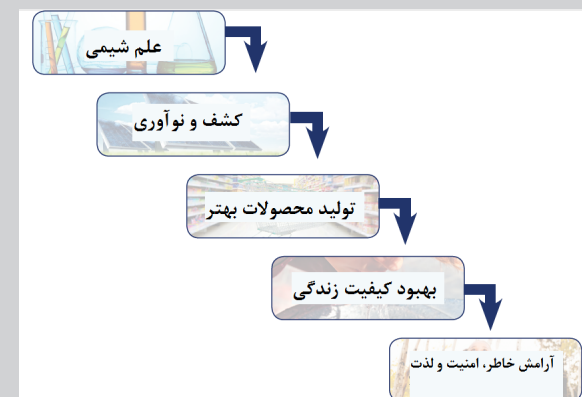 علم شیمی
کشف و نوآوری
تولید محصولات بهتر
بهبود کیفیت زندگی
آرامش خاطر، امنیت و لذت